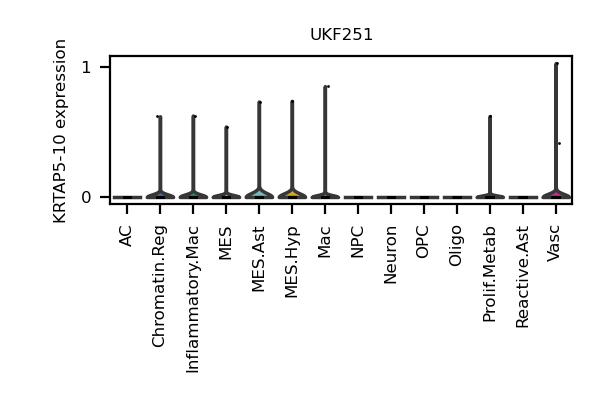 UKF251
KRTAP5-10 expression
1
0
AC
Chromatin.Reg
Inflammatory.Mac
MES
MES.Ast
MES.Hyp
Mac
NPC
Neuron
OPC
Oligo
Prolif.Metab
Reactive.Ast
Vasc